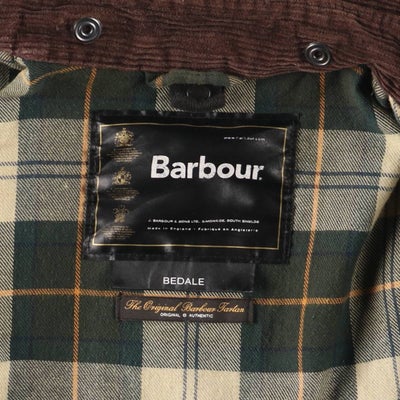 Barbour
J. BARBOUR & SONS LTD. SIMONSIDE, SOUTH SHIELDS
Made in England • Fabriqué en Angleterre
BEDALE
The Original Barbour Tartan
ORIGINAL & AUTHENTIC